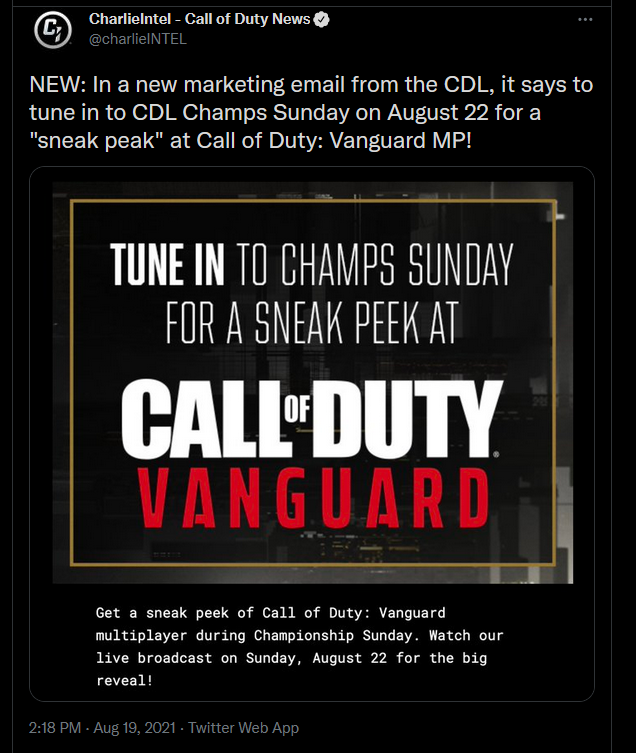 CharlieIntel - Call of Duty News
@charlieINTEL
NEW: In a new marketing email from the CDL, it says to
tune in to CDL Champs Sunday on August 22 for a
"sneak peak" at Call of Duty: Vanguard MP!
TUNE IN TO CHAMPS SUNDAY
FOR A SNEAK PEEK AT
CALL OF DUTY®
VANGUARD
Get a sneak peek of Call of Duty: Vanguard
multiplayer during Championship Sunday. Watch our
live broadcast on Sunday, August 22 for the big
reveal!
2:18 PM · Aug 19, 2021 · Twitter Web App